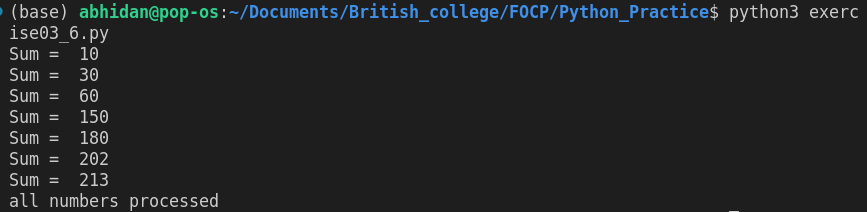 (base) abhidan@pop-os:~/Documents/British_college/FOCP/Python_Practice$ python3 exerc
ise03_6.py
Sum =  10
Sum =  30
Sum =  60
Sum =  150
Sum =  180
Sum =  202
Sum =  213
all numbers processed